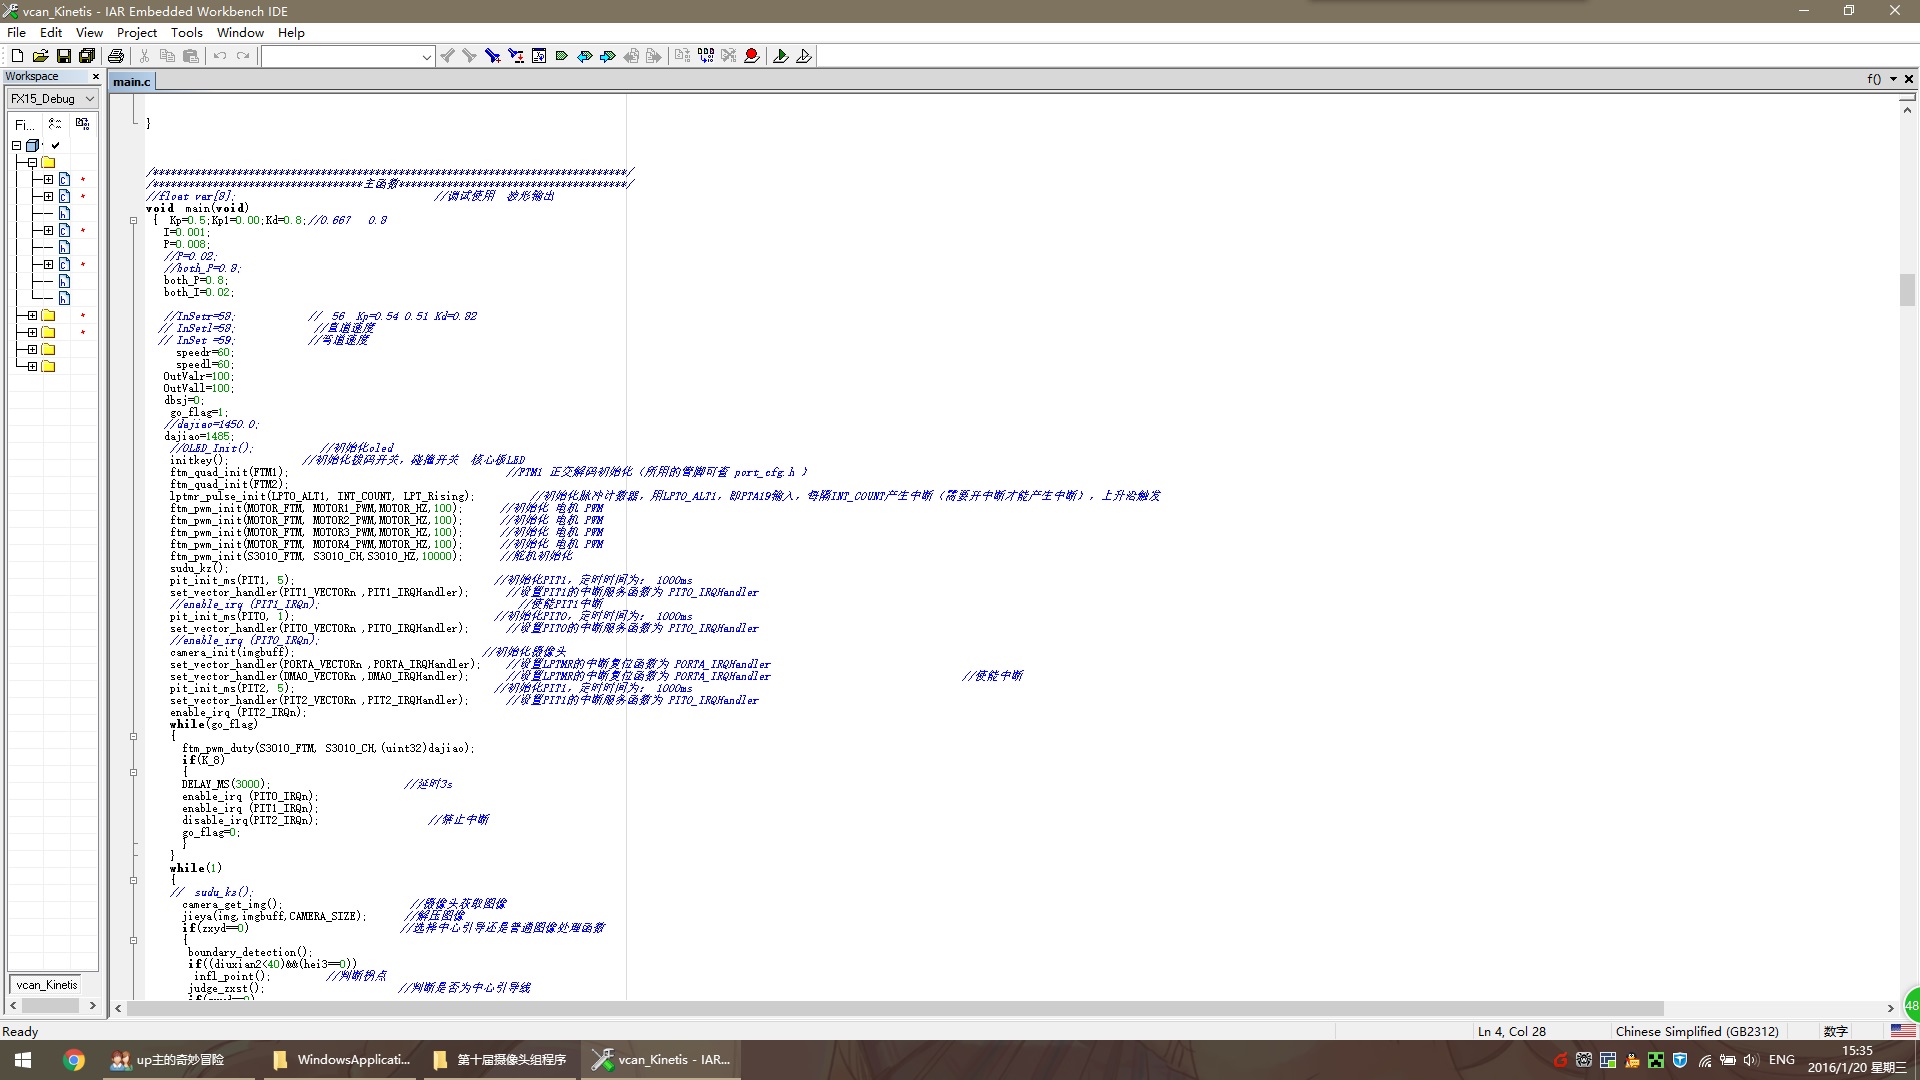 vcan_Kinetis - IAR Embedded Workbench IDE
File Edit View Project Tools Window Help
Workspace
main.c
f()
FX15_Debug
Fi...
}
/*******************************************************************************/
/***********************************主函数**************************************/
//float var[8]; //调试使用 波形输出
void main(void)
{ Kp=0.5;Kp1=0.00;Kd=0.8;//0.667 0.8
I=0.001;
P=0.008;
//P=0.02;
//both_P=0.8;
both_P=0.8;
both_I=0.02;
//InSetr=58; // 56 Kp=0.54 0.51 Kd=0.82
// InSetl=58; //直道速度
// InSet =59; //弯道速度
speedr=60;
speedl=60;
OutValr=100;
OutVall=100;
dbsj=0;
go_flag=1;
//dajiao=1450.0;
dajiao=1485;
//OLED_Init(); //初始化oled
initkey(); //初始化拨码开关，碰撞开关 核心板LED
ftm_quad_init(FTM1); //FTM1 正交解码初始化（所用的管脚可查 port_cfg.h ）
ftm_quad_init(FTM2);
lptmr_pulse_init(LPT0_ALT1, INT_COUNT, LPT_Rising); //初始化脉冲计数器，用LPT0_ALT1，即PTA19输入，每隔INT_COUNT产生中断（需要开中断才能产生中断），上升沿触发
ftm_pwm_init(MOTOR_FTM, MOTOR1_PWM,MOTOR_HZ,100); //初始化 电机 PWM
ftm_pwm_init(MOTOR_FTM, MOTOR2_PWM,MOTOR_HZ,100); //初始化 电机 PWM
ftm_pwm_init(MOTOR_FTM, MOTOR3_PWM,MOTOR_HZ,100); //初始化 电机 PWM
ftm_pwm_init(MOTOR_FTM, MOTOR4_PWM,MOTOR_HZ,100); //初始化 电机 PWM
ftm_pwm_init(S3010_FTM, S3010_CH,S3010_HZ,10000); //舵机初始化
sudu_kz();
pit_init_ms(PIT1, 5); //初始化PIT1，定时时间为： 1000ms
set_vector_handler(PIT1_VECTORn ,PIT1_IRQHandler); //设置PIT1的中断服务函数为 PIT0_IRQHandler
//enable_irq (PIT1_IRQn); //使能PIT1中断
pit_init_ms(PIT0, 1); //初始化PIT0，定时时间为： 1000ms
set_vector_handler(PIT0_VECTORn ,PIT0_IRQHandler); //设置PIT0的中断服务函数为 PIT0_IRQHandler
//enable_irq (PIT0_IRQn);
camera_init(imgbuff); //初始化摄像头
set_vector_handler(PORTA_VECTORn ,PORTA_IRQHandler); //设置LPTMR的中断复位函数为 PORTA_IRQHandler
set_vector_handler(DMA0_VECTORn ,DMA0_IRQHandler); //设置LPTMR的中断复位函数为 PORTA_IRQHandler //使能中断
pit_init_ms(PIT2, 5); //初始化PIT1，定时时间为： 1000ms
set_vector_handler(PIT2_VECTORn ,PIT2_IRQHandler); //设置PIT1的中断服务函数为 PIT0_IRQHandler
enable_irq (PIT2_IRQn);
while(go_flag)
{
ftm_pwm_duty(S3010_FTM, S3010_CH,(uint32)dajiao);
if(K_8)
{
DELAY_MS(3000); //延时3s
enable_irq (PIT0_IRQn);
enable_irq (PIT1_IRQn);
disable_irq(PIT2_IRQn); //禁止中断
go_flag=0;
}
}
while(1)
{
// sudu_kz();
camera_get_img(); //摄像头获取图像
jieya(img,imgbuff,CAMERA_SIZE); //解压图像
if(zxyd==0) //选择中心引导还是普通图像处理函数
{
boundary_detection();
if((diuxian2<40)&&(hei3==0))
infl_point(); //判断拐点
judge_zxst(); //判断是否为中心引导线
vcan_Kinetis
48
Ready
Ln 4, Col 28
Chinese Simplified (GB2312)
数字
up主的奇妙冒险
WindowsApplicati...
第十届摄像头组程序
vcan_Kinetis - IAR...
ENG
15:35
2016/1/20 星期三